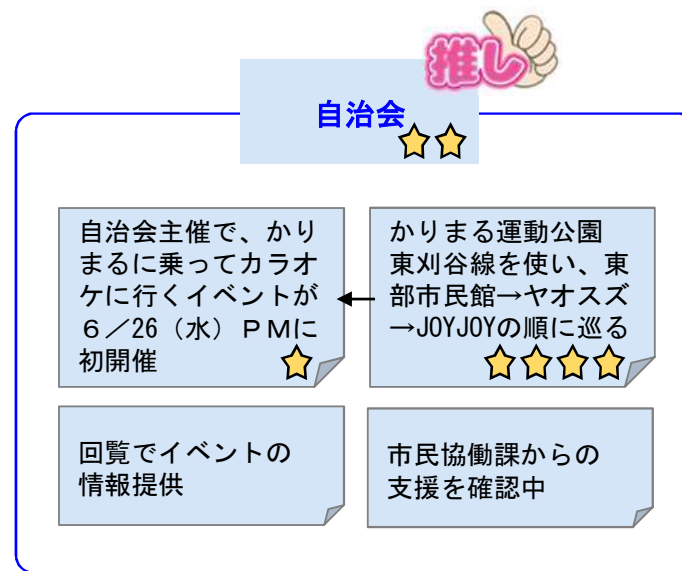 推し
自治会
自治会主催で、かり
まるに乗ってカラオ
ケに行くイベントが
６／26（水）ＰＭに
初開催
かりまる運動公園
東刈谷線を使い、東
部市民館→ヤオスズ
→JOYJOYの順に巡る
回覧でイベントの
情報提供
市民協働課からの
支援を確認中